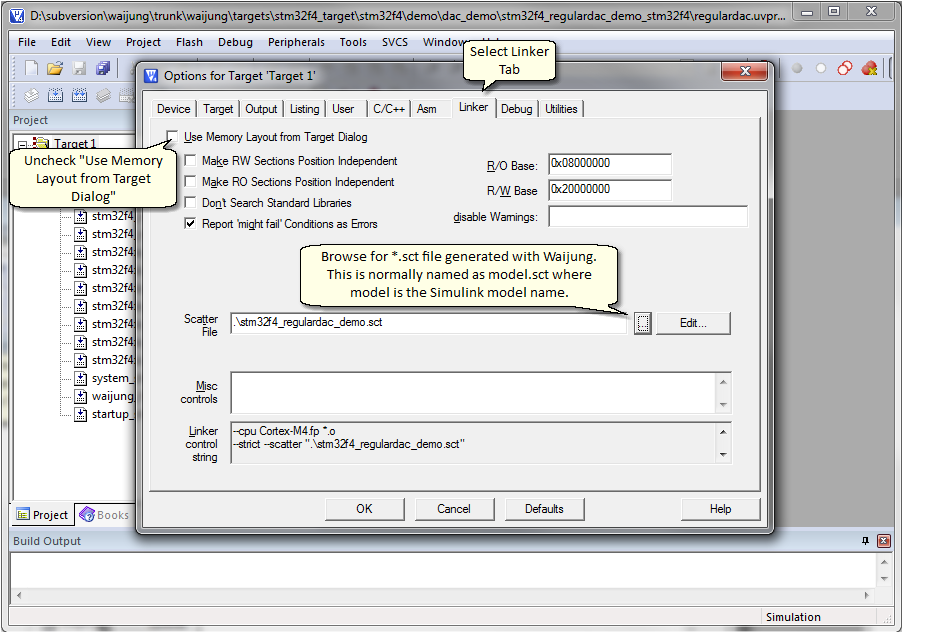 D:\subversion\waijung\trunk\waijung\targets\stm32f4_target\stm32f4\demo\dac_demo\stm32f4_regulardac_demo_stm32f4\regulardac.uvpr...
File Edit View Project Flash Debug Peripherals Tools SVCS Window
Select Linker
Tab
Options for Target 'Target 1'
Project
Device Target Output Listing User C/C++ Asm Linker Debug Utilities
Target 1
Use Memory Layout from Target Dialog
Uncheck "Use Memory
Layout from Target
Dialog"
Make RW Sections Position Independent
R/O Base: 0x08000000
Make RO Sections Position Independent
R/W Base 0x20000000
Don't Search Standard Libraries
disable Warnings:
Report 'might fail' Conditions as Errors
stm32f4
stm32f4
stm32f4
stm32f4
stm32f4
stm32f4
stm32f4
stm32f4
stm32f4
system_
waijung
startup_
Browse for *.sct file generated with Waijung.
This is normally named as model.sct where
model is the Simulink model name.
Scatter
File
.\stm32f4_regulardac_demo.sct
... Edit...
Misc
controls
Linker
control
string
--cpu Cortex-M4.fp *.o
--strict --scatter ".\stm32f4_regulardac_demo.sct"
OK Cancel Defaults Help
Project Books
Build Output
Simulation